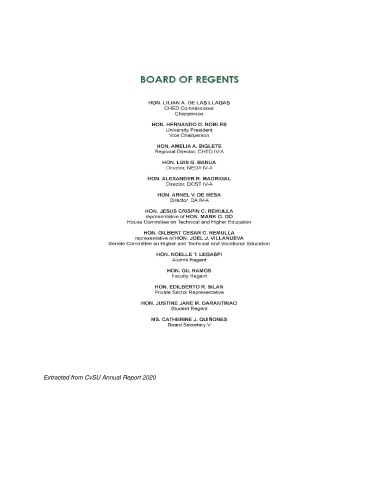 BOARD OF REGENTS
HON. LILIAN A. DE LAS LLAGAS
CHED Commissioner
Chairperson
HON. HERNANDO D. ROBLES
University President
Vice Chairperson
HON. AMELIA A. BIGLETE
Regional Director, CHED IV-A
HON. LUIS G. BANUA
Director, NEDA IV-A
HON. ALEXANDER R. MADRIGAL
Director, DOST IV-A
HON. ARNEL V. DE MESA
Director, DA IV-A
HON. JESUS CRISPIN C. REMULLA
representative of HON. MARK O. GO
House Committee on Technical and Higher Education
HON. GILBERT CESAR C. REMULLA
representative of HON. JOEL J. VILLANUEVA
Senate Committee on Higher and Technical and Vocational Education
HON. NOELLE T. LEGASPI
Alumni Regent
HON. GIL RAMOS
Faculty Regent
HON. EDILBERTO R. SILAN
Private Sector Representative
HON. JUSTINE JANE M. DARANTINAO
Student Regent
MS. CATHERINE J. QUIÑONES
Board Secretary V
Extracted from CvSU Annual Report 2020